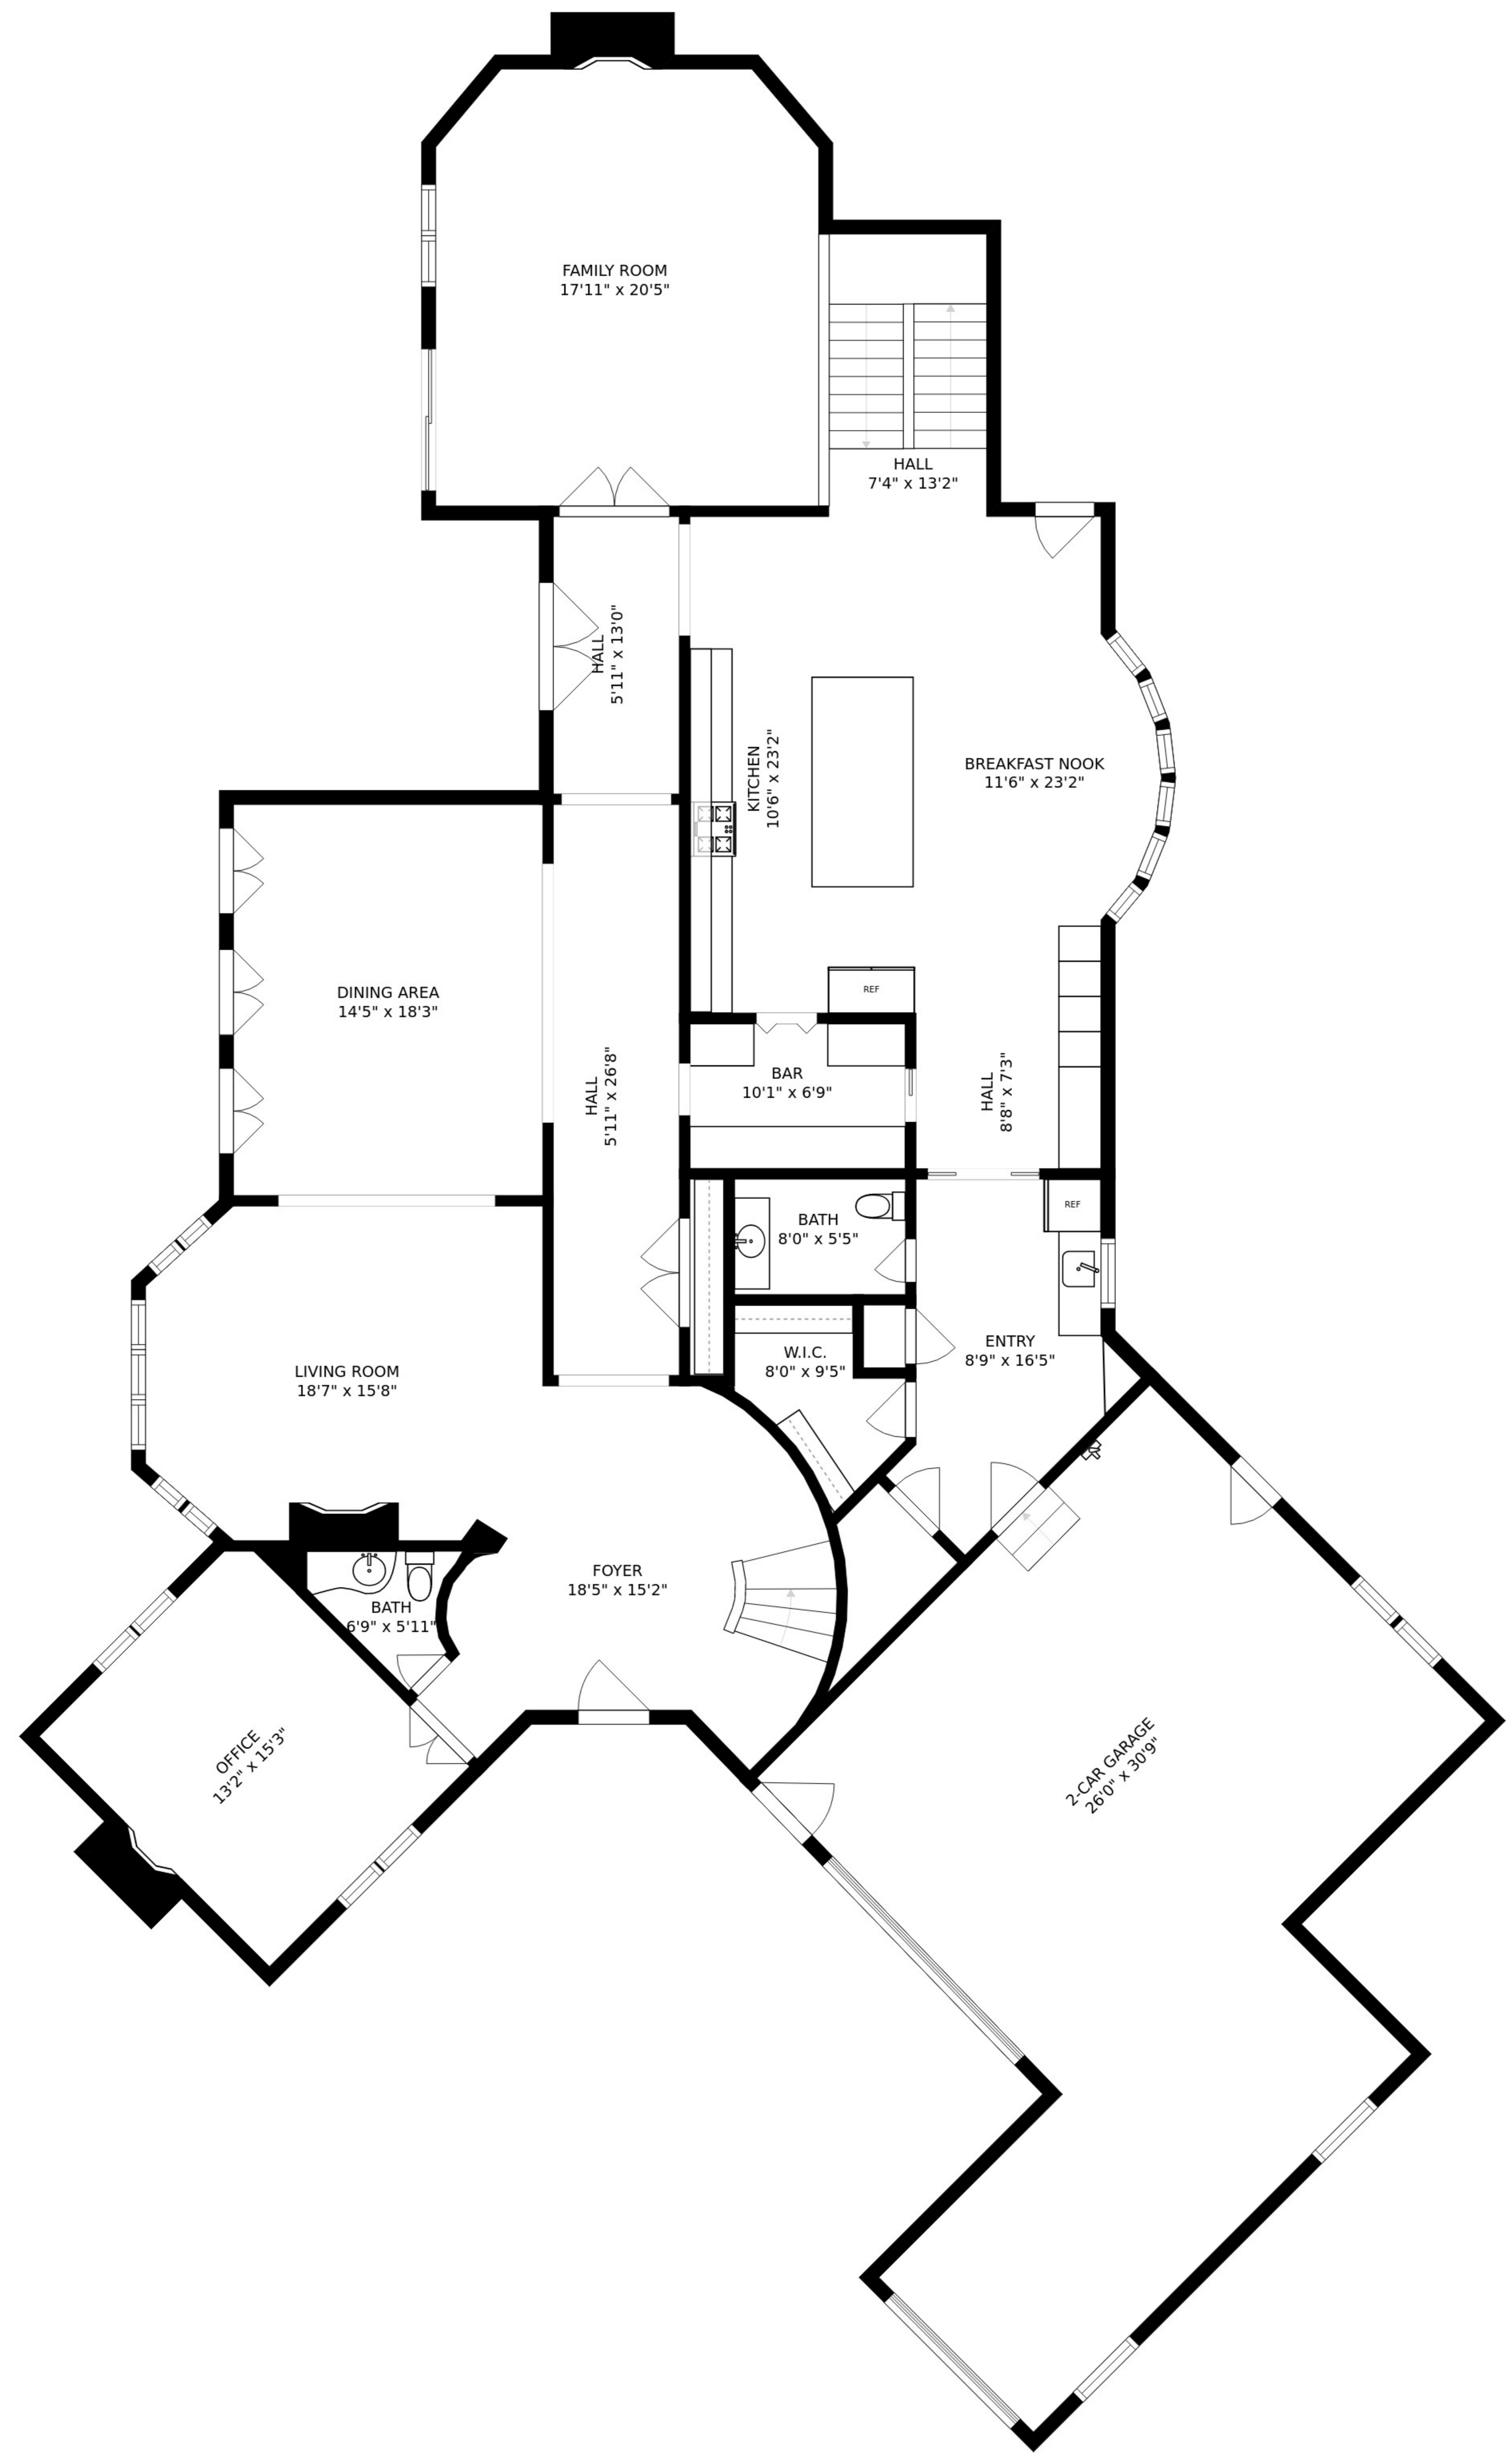 FAMILY ROOM
17'11" x 20'5"
HALL
7'4" x 13'2"
HALL
5'11" x 13'0"
KITCHEN
10'6" x 23'2"
BREAKFAST NOOK
11'6" x 23'2"
DINING AREA
14'5" x 18'3"
REF
HALL
5'11" x 26'8"
BAR
10'1" x 6'9"
HALL
8'8" x 7'3"
REF
BATH
8'0" x 5'5"
ENTRY
8'9" x 16'5"
W.I.C.
8'0" x 9'5"
LIVING ROOM
18'7" x 15'8"
FOYER
18'5" x 15'2"
BATH
6'9" x 5'11"
OFFICE
13'2" x 15'3"
2-CAR GARAGE
26'0" x 30'9"